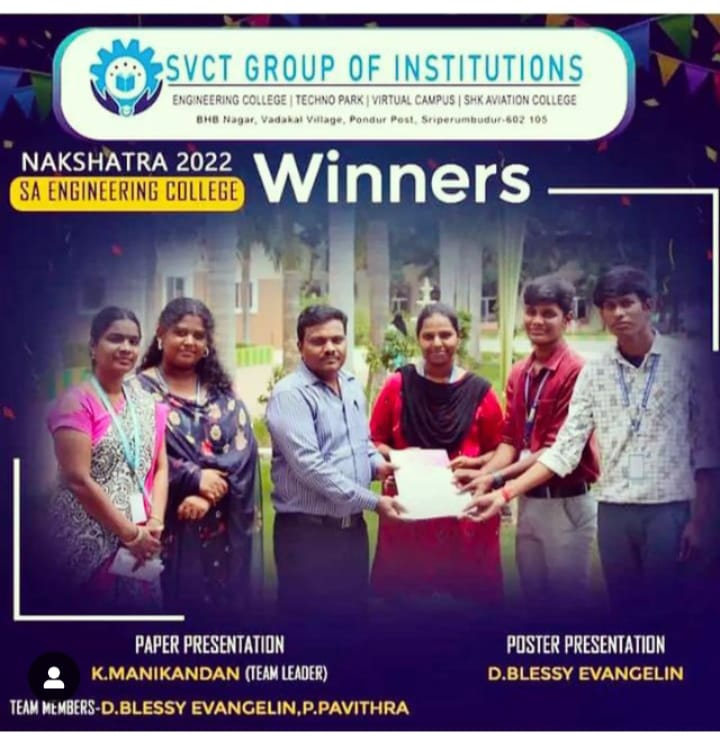 SVCT GROUP OF INSTITUTIONS
ENGINEERING COLLEGE | TECHNO PARK | VIRTUAL CAMPUS | SHK AVIATION COLLEGE
BHB Nagar, Vadakal Village, Pondur Post, Sriperumbudur-602 105
NAKSHATRA 2022
SA ENGINEERING COLLEGE
Winners
PAPER PRESENTATION
K.MANIKANDAN (TEAM LEADER)
TEAM MEMBERS-D.BLESSY EVANGELIN,P.PAVITHRA
POSTER PRESENTATION
D.BLESSY EVANGELIN